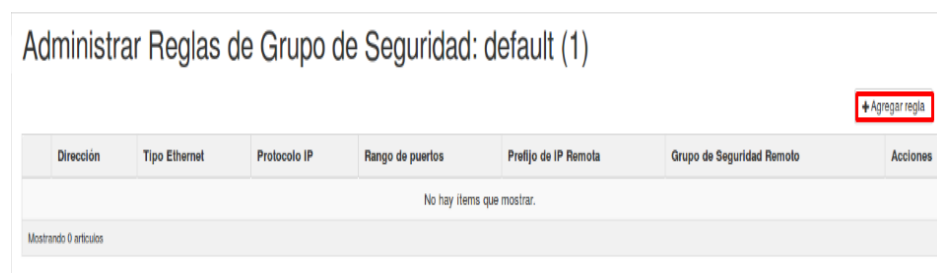 Administrar Reglas de Grupo de Seguridad: default (1)
+ Agregar regla
Dirección Tipo Ethernet Protocolo IP Rango de puertos Prefijo de IP Remota Grupo de Seguridad Remoto Acciones
No hay ítems que mostrar.
Mostrando 0 artículos